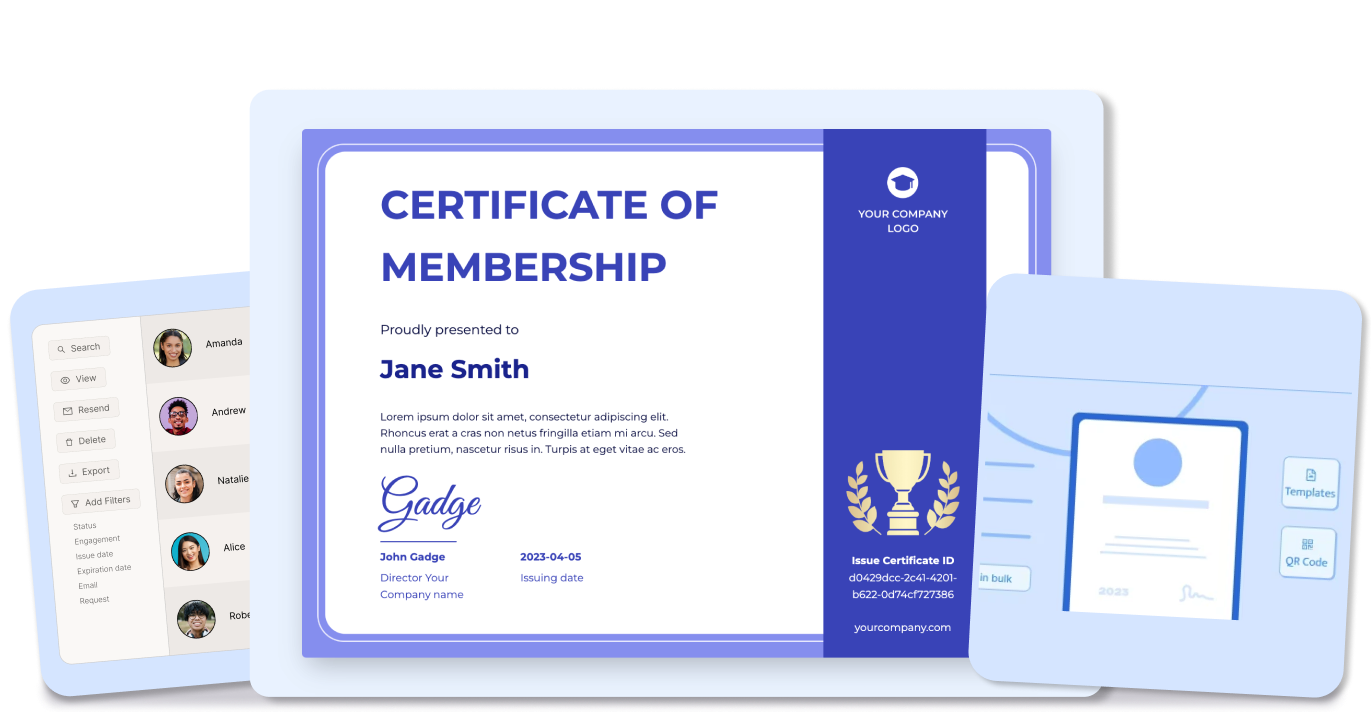 Search
View
Resend
Delete
Export
Add Filters
Status
Engagement
Issue date
Expiration date
Email
Request
Amanda
Andrew
Natalie
Alice
Robe
CERTIFICATE OF
MEMBERSHIP
Proudly presented to
Jane Smith
Lorem ipsum dolor sit amet, consectetur adipiscing elit.
Rhoncus erat a cras non netus fringilla etiam mi arcu. Sed
nulla pretium, nascetur risus in. Turpis at eget vitae ac eros.
Gadge
John Gadge
Director Your
Company name
2023-04-05
Issuing date
YOUR COMPANY
LOGO
Issue Certificate ID
d0429dcc-2c41-4201-
b622-0d74cf727386
yourcompany.com
in bulk
2023
Templates
QR Code